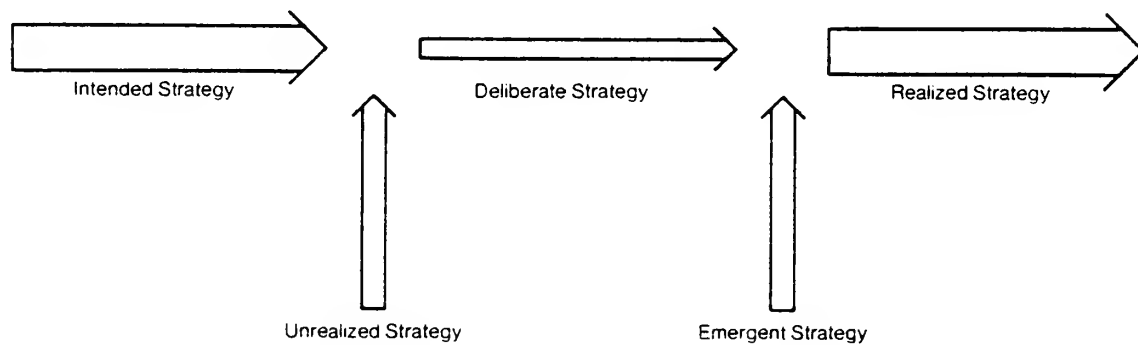 Intended Strategy
Deliberate Strategy
Realized Strategy
Unrealized Strategy
Emergent Strategy